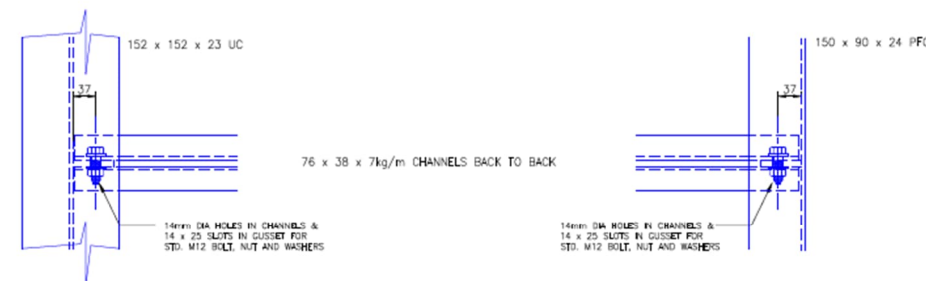 152 x 152 x 23 UC
150 x 90 x 24 PFC
37
37
76 x 38 x 7kg/m CHANNELS BACK TO BACK
14mm DIA HOLES IN CHANNELS &
14 x 25 SLOTS IN GUSSET FOR
STD. M12 BOLT, NUT AND WASHERS
14mm DIA HOLES IN CHANNELS &
14 x 25 SLOTS IN GUSSET FOR
STD. M12 BOLT, NUT AND WASHERS